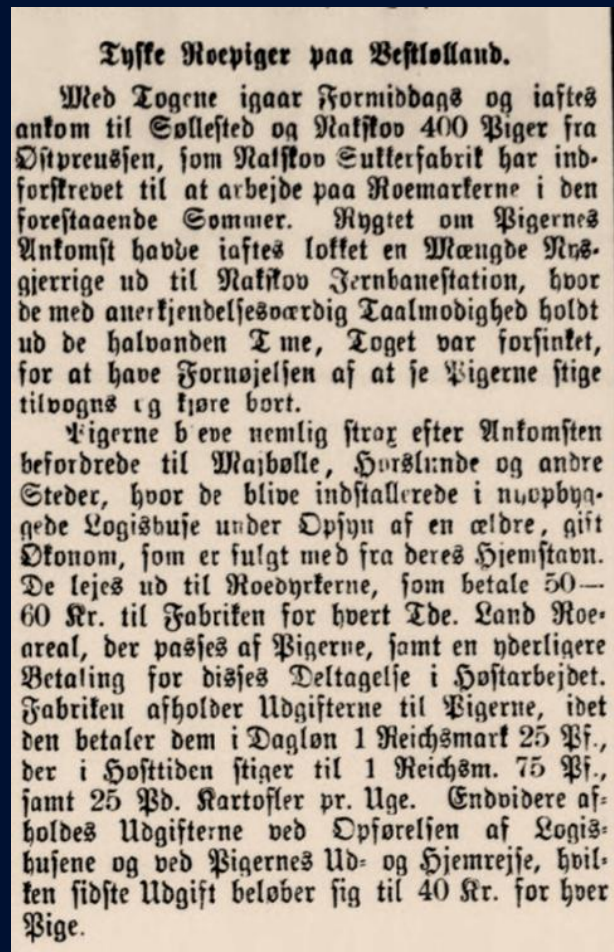 Tyske Roepiger paa Vestlolland.
Med Togene igaar Formiddags og iaftes
ankom til Søllested og Nakskov 400 Piger fra
Østpreussen, som Nakskov Sukkerfabrik har ind-
forskrevet til at arbejde paa Roemarkerne i den
forestaaende Sommer. Rygtet om Pigernes
Ankomst havde iaftes lokket en Mængde Nys-
gjerrige ud til Nakskov Jernbanestation, hvor
de med anerkjendelsesværdig Taalmodighed holdt
ud de halvanden T me, Toget var forsinket,
for at have Fornøjelsen af at se Pigerne stige
tilvogns og kjøre bort.
Pigerne b eve nemlig strax efter Ankomsten
befordrede til Majbølle, Horslunde og andre
Steder, hvor de blive installerede i nyopbyg-
gede Logishuse under Opsyn af en ældre, gift
Økonom, som er fulgt med fra deres Hjemstavn.
De lejes ud til Roedyrkerne, som betale 50—
60 Kr. til Fabriken for hvert Tde. Land Roe-
areal, der passes af Pigerne, samt en yderligere
Betaling for disses Deltagelse i Høstarbejdet.
Fabriken afholder Udgifterne til Pigerne, idet
den betaler dem i Dagløn 1 Reichsmark 25 Pf.,
der i Høsttiden stiger til 1 Reichsm. 75 Pf.,
samt 25 Pd. Kartofler pr. Uge. Endvidere af-
holdes Udgifterne ved Opførelsen af Logis-
husene og ved Pigernes Ud- og Hjemrejse, hvil-
ken sidste Udgift beløber sig til 40 Kr. for hver
Pige.